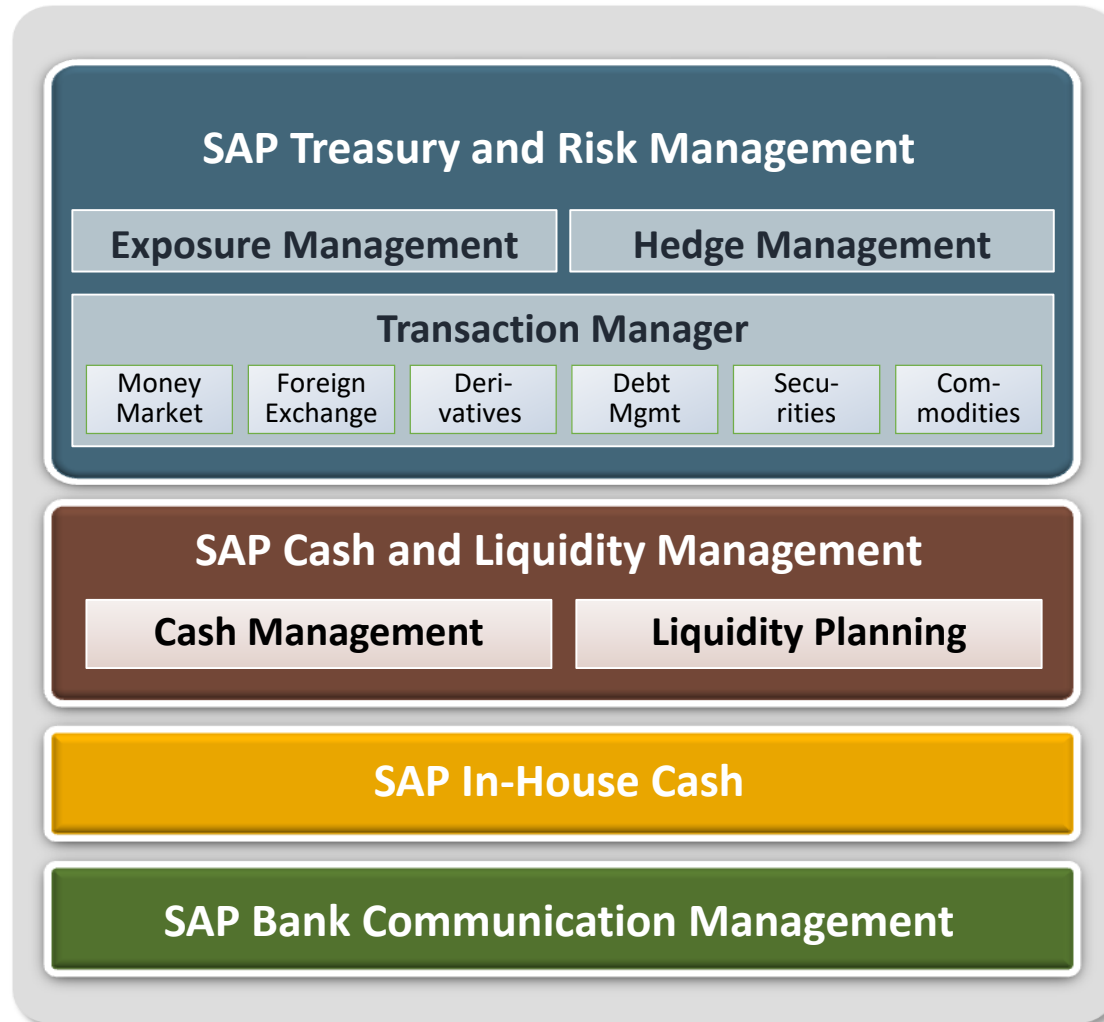 SAP Treasury and Risk Management
Exposure Management
Hedge Management
Transaction Manager
Money
Market
Foreign
Exchange
Deri-
vatives
Debt
Mgmt
Secu-
rities
Com-
modities
SAP Cash and Liquidity Management
Cash Management
Liquidity Planning
SAP In-House Cash
SAP Bank Communication Management